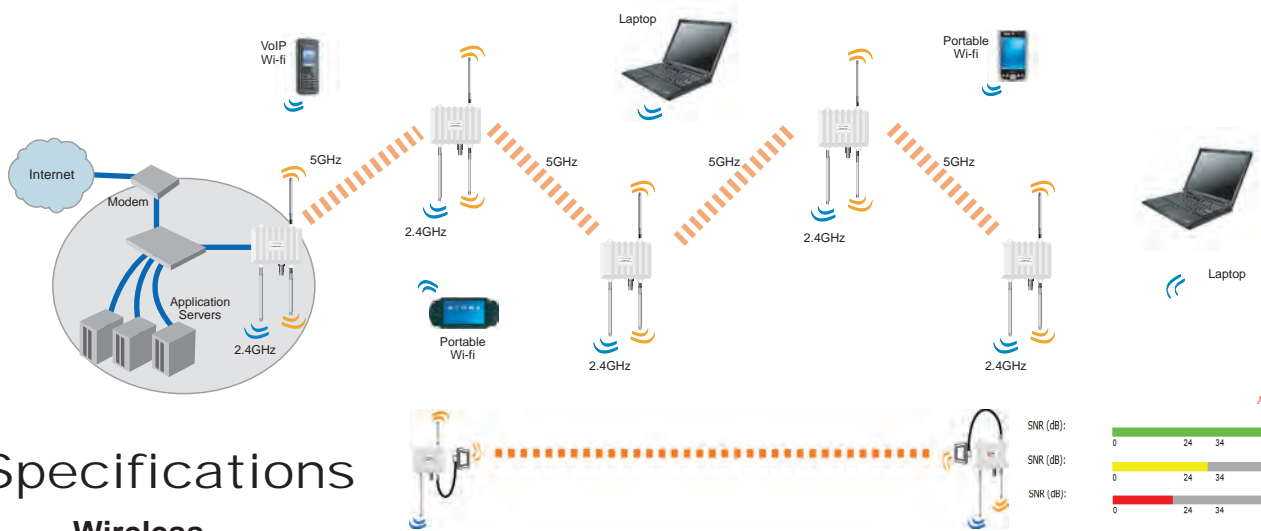 Laptop
VoIP
Wi-fi
Portable
Wi-fi
5GHz
5GHz
5GHz
5GHz
Internet
Modem
2.4GHz
2.4GHz
Laptop
Application
Servers
2.4GHz
Portable
Wi-fi
2.4GHz
2.4GHz
SNR (dB):
0 24 34
SNR (dB):
0 24 34
SNR (dB):
0 24 34
Specifications
Wireless